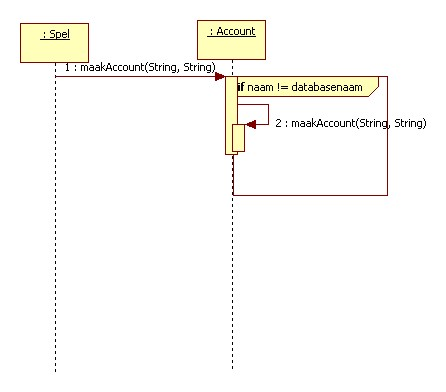 : Spel
: Account
1 : maakAccount(String, String)
if naam != databasenaam
2 : maakAccount(String, String)